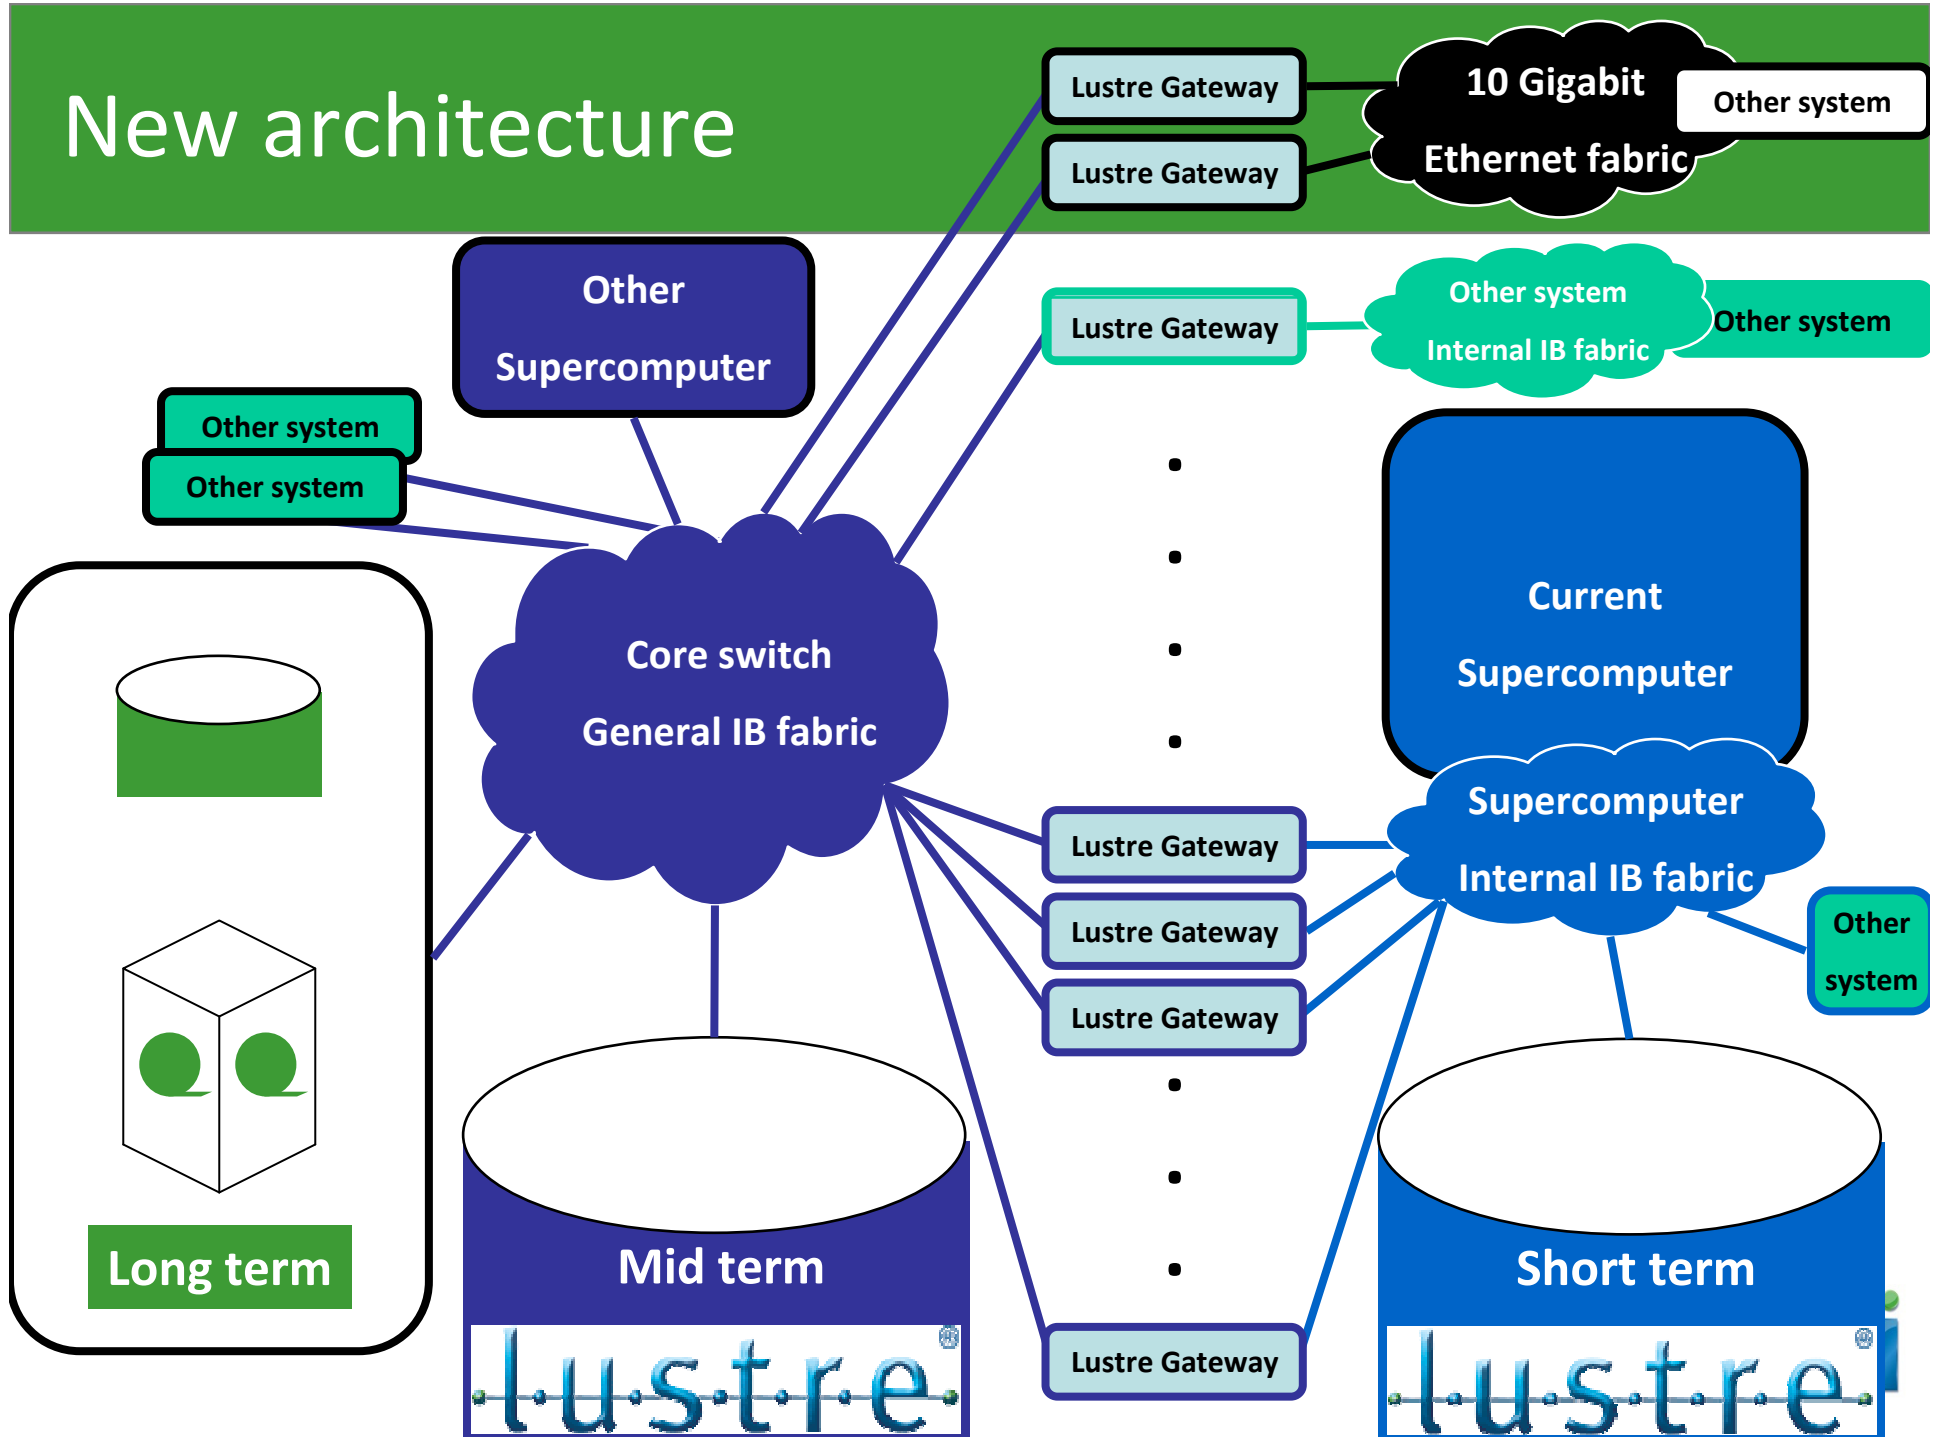 New architecture
Lustre Gateway
10 Gigabit
Ethernet fabric
Other system
Lustre Gateway
Other
Supercomputer
Lustre Gateway
Other system
Internal IB fabric
Other system
Other system
Other system
Current
Supercomputer
Core switch
General IB fabric
Supercomputer
Internal IB fabric
Lustre Gateway
Lustre Gateway
Lustre Gateway
Other
system
Long term
Mid term
Short term
Lustre Gateway
l·u·s·t·r·e®
l·u·s·t·r·e®